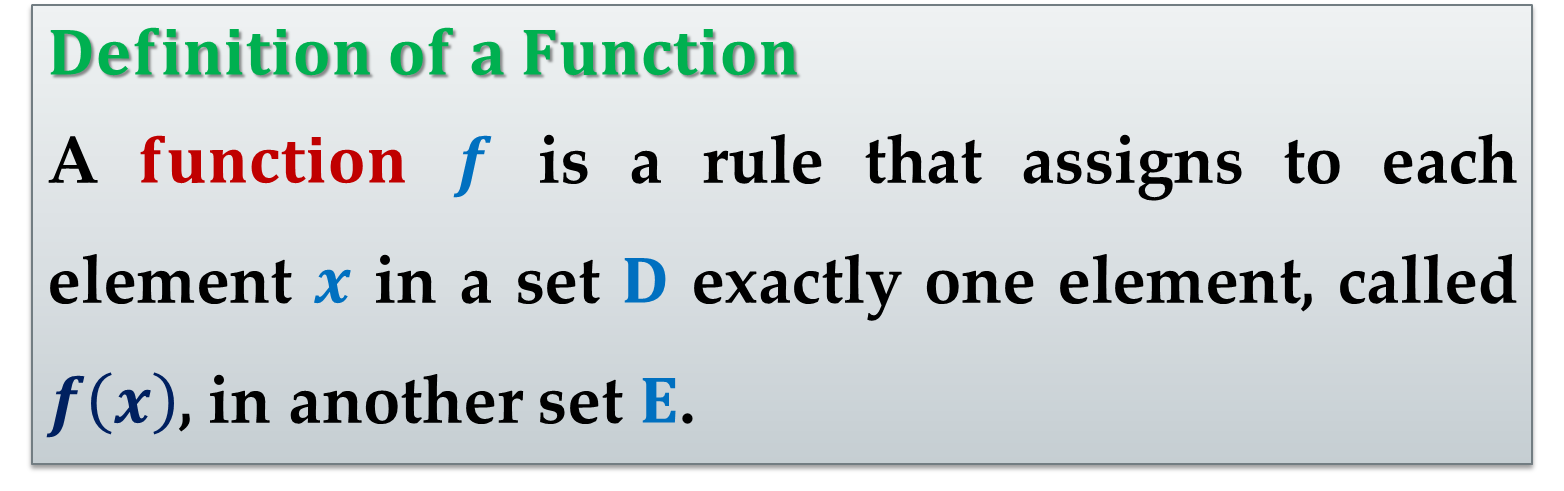 Definition of a Function
A function f is a rule that assigns to each
element x in a set D exactly one element, called
f(x), in another set E.